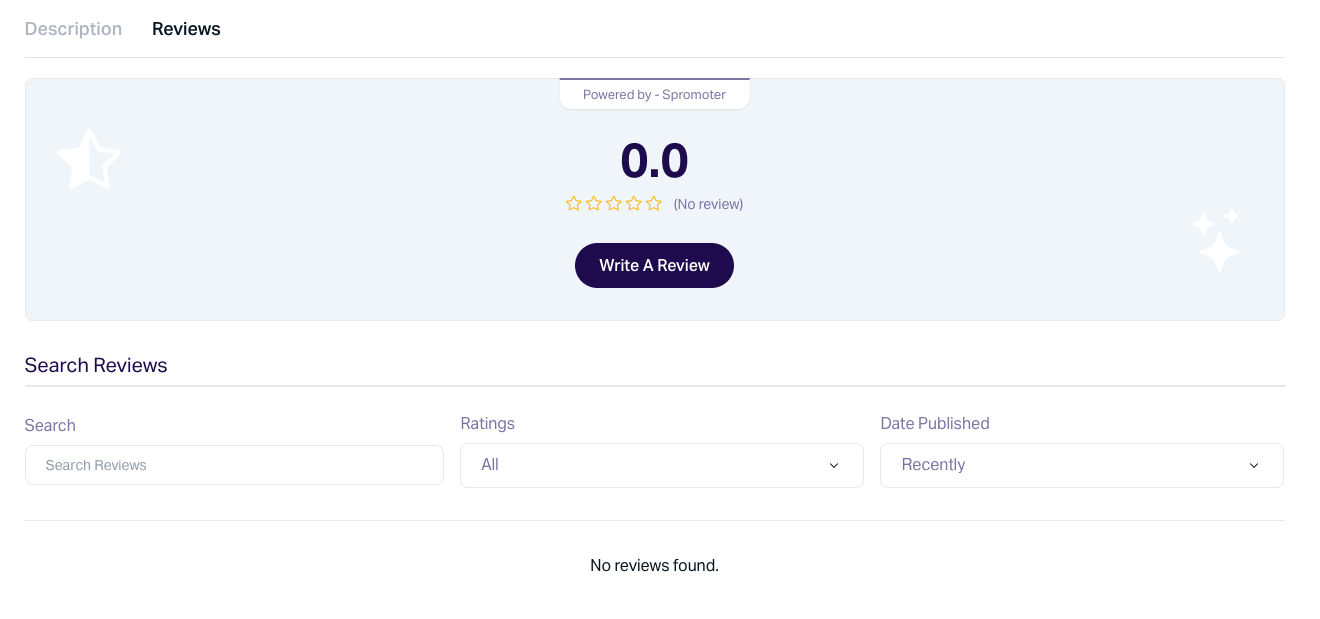 Description Reviews
Powered by - Spromoter
0.0
(No review)
Write A Review
Search Reviews
Search Ratings Date Published
Search Reviews All Recently
No reviews found.